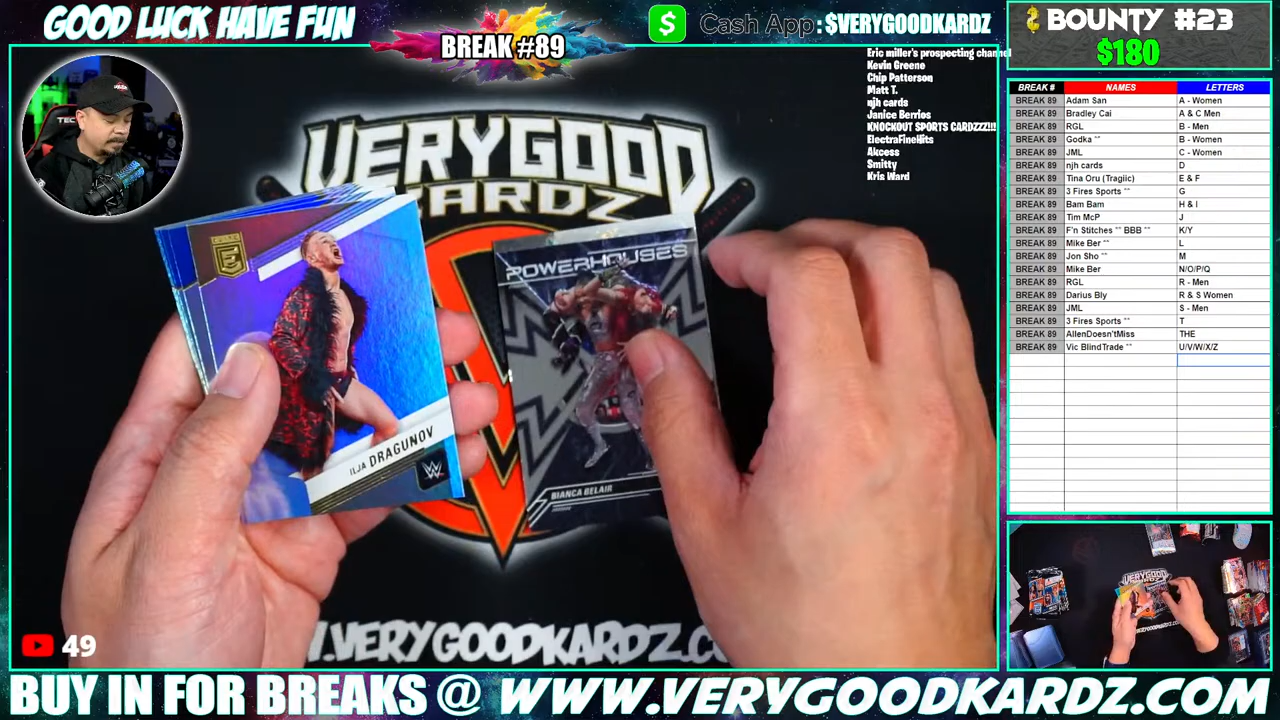 GOOD LUCK HAVE FUN
BREAK #89
Cash App : $VERYGOODKARDZ
BOUNTY #23
$180
Eric miller's prospecting channel
Kevin Greene
Chip Patterson
Matt T.
njh cards
Janice Berrios
KNOCKOUT SPORTS CARDZZZ!!!
ElectraFineHits
Akcess
Smitty
Kris Ward
BREAK # NAMES LETTERS
BREAK 89 Adam San A - Women
BREAK 89 Bradley Cai A & C Men
BREAK 89 RGL B - Men
BREAK 89 Godka ** B - Women
BREAK 89 JML C - Women
BREAK 89 njh cards D
BREAK 89 Tina Oru (Tragiic) E & F
BREAK 89 3 Fires Sports ** G
BREAK 89 Bam Bam H & I
BREAK 89 Tim McP J
BREAK 89 F'n Stitches ** BBB ** K/Y
BREAK 89 Mike Ber ** L
BREAK 89 Jon Sho ** M
BREAK 89 Mike Ber N/O/P/Q
BREAK 89 RGL R - Men
BREAK 89 Darius Bly R & S Women
BREAK 89 JML S - Men
BREAK 89 3 Fires Sports ** T
BREAK 89 AllenDoesn'tMiss THE
BREAK 89 Vic BlindTrade ** U/V/W/X/Z
VERYGOOD
KARDZ
POWERHOUSES
BIANCA BELAIR
ILJA DRAGUNOV
W.VERYGOODKARDZ.CO
49
BUY IN FOR BREAKS @ WWW.VERYGOODKARDZ.COM